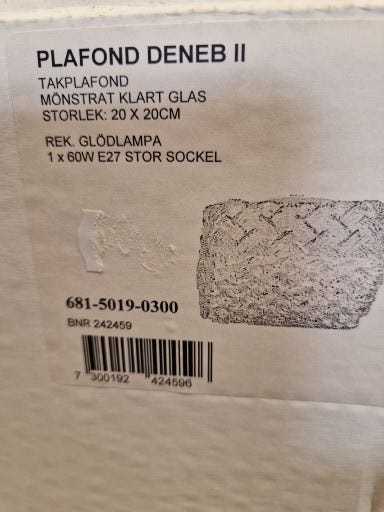 PLAFOND DENEB II
TAKPLAFOND
MÖNSTRAT KLART GLAS
STORLEK: 20 X 20CM
REK. GLÖDLAMPA
1 x 60W E27 STOR SOCKEL
681-5019-0300
BNR 242459
7 300192 424596